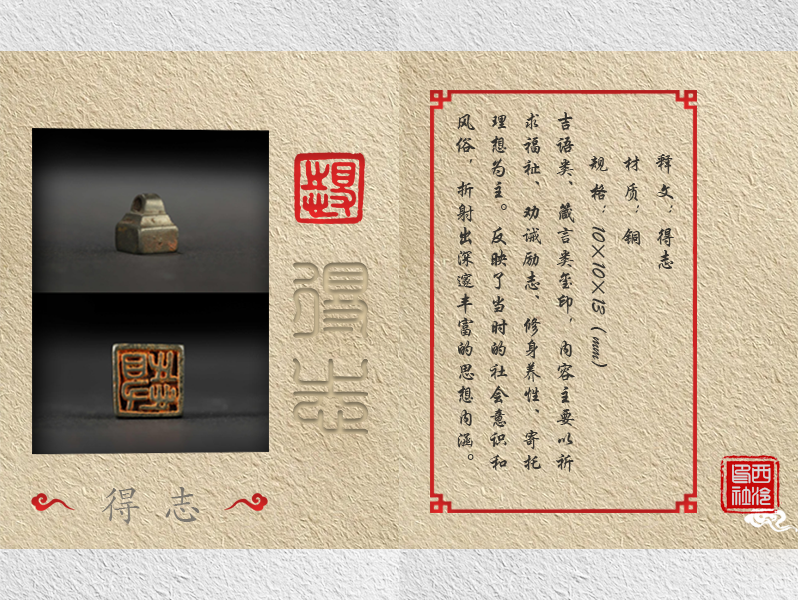 得志
得志
释文：得志
材质：铜
规格：10×10×13（mm）
吉语类、箴言类玺印，内容主要以祈
求福祉、劝诫励志、修身养性、寄托
理想为主。反映了当时的社会意识和
风俗，折射出深邃丰富的思想内涵。
西泠印社